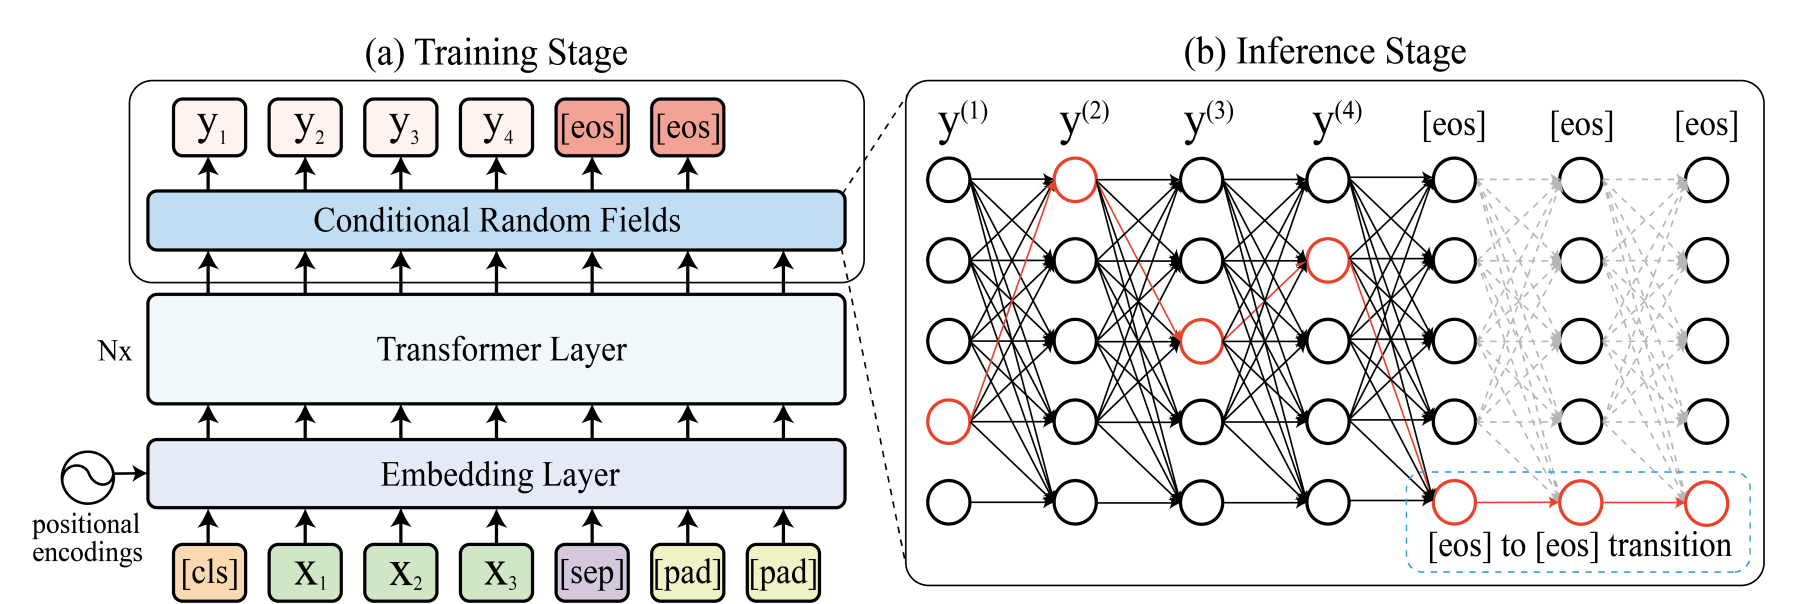 (a) Training Stage
y1 y2 y3 y4 [eos] [eos]
Conditional Random Fields
Nx
Transformer Layer
Embedding Layer
positional
encodings
[cls] x1 x2 x3 [sep] [pad] [pad]
(b) Inference Stage
y(1) y(2) y(3) y(4) [eos] [eos] [eos]
[eos] to [eos] transition